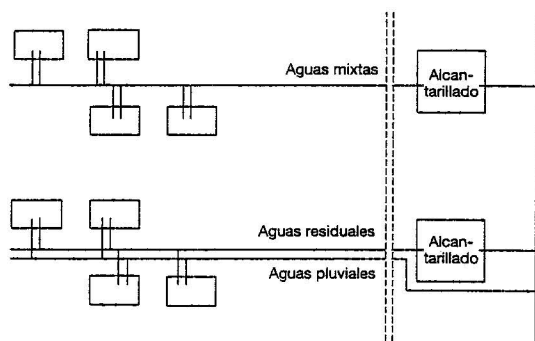 Aguas mixtas
Alcan-
tarillado
Aguas residuales
Aguas pluviales
Alcan-
tarillado